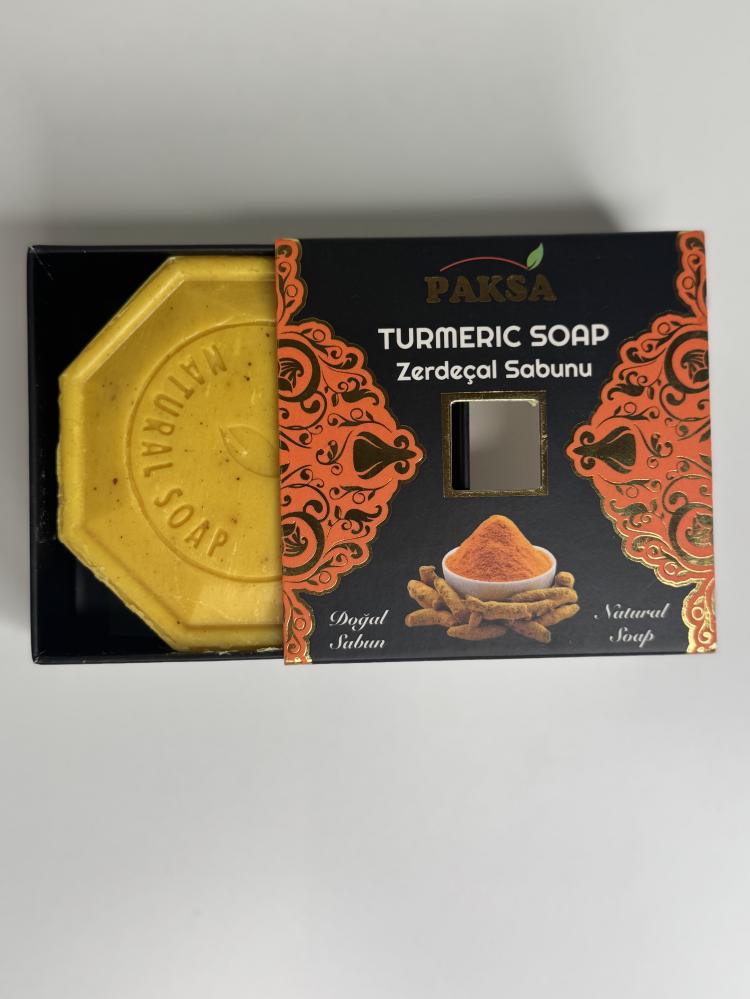 NATURAL SOAP
PAKSA
TURMERIC SOAP
Zerdeçal Sabunu
Doğal
Sabun
Natural
Soap